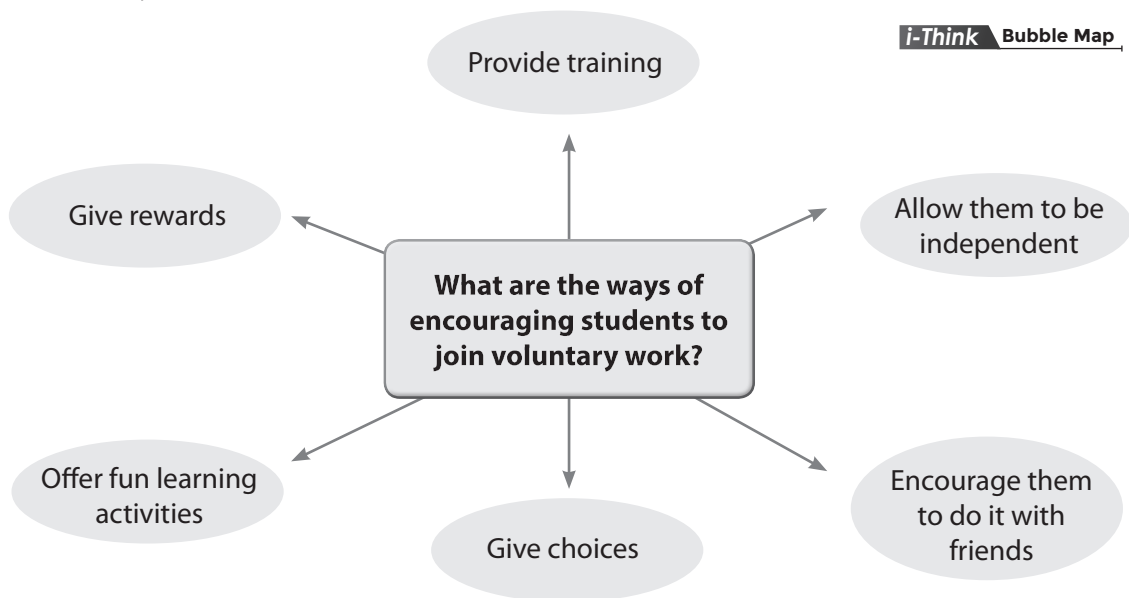 i-Think Bubble Map
Provide training
Give rewards
Allow them to be
independent
What are the ways of
encouraging students to
join voluntary work?
Offer fun learning
activities
Give choices
Encourage them
to do it with
friends